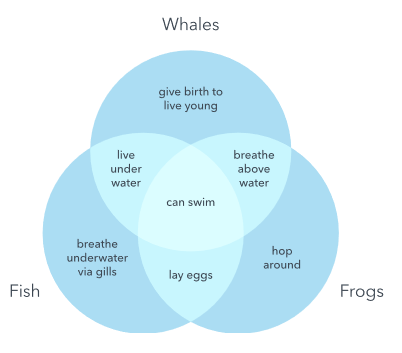 Whales
give birth to
live young
live
under
water
breathe
above
water
can swim
breathe
underwater
via gills
hop
around
lay eggs
Fish
Frogs